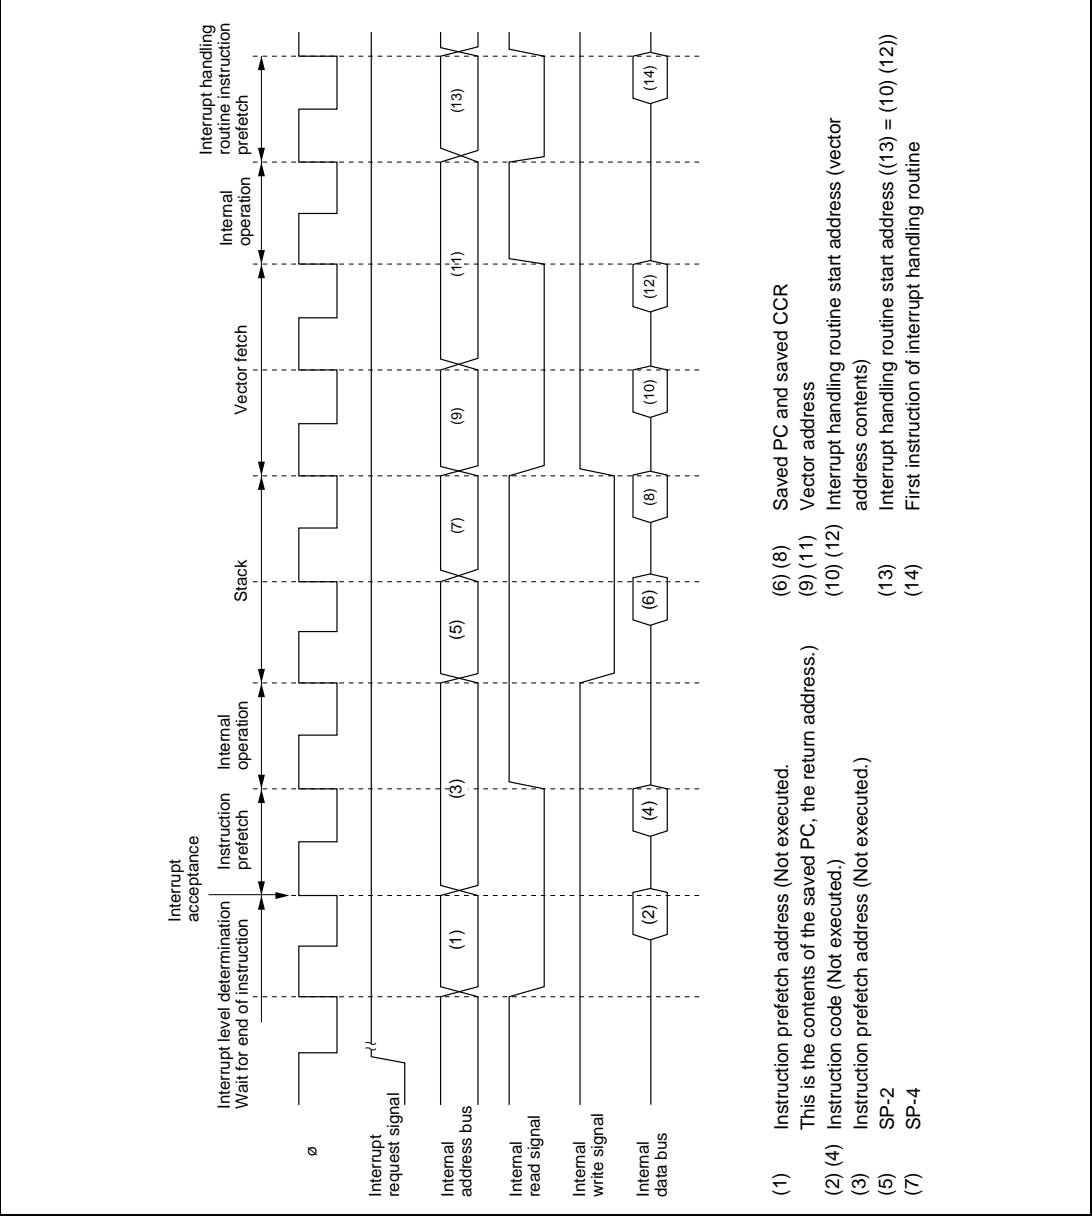 Interrupt
acceptance
Interrupt level determination
Wait for end of instruction
Instruction
prefetch
Internal
operation
Stack
Vector fetch
Internal
operation
Interrupt handling
routine instruction
prefetch
ø
Interrupt
request signal
Internal
address bus
(1)
(3)
(5)
(7)
(9)
(11)
(13)
Internal
read signal
Internal
write signal
Internal
data bus
(2)
(4)
(6)
(8)
(10)
(12)
(14)
(1) Instruction prefetch address (Not executed.
This is the contents of the saved PC, the return address.)
(2) (4) Instruction code (Not executed.)
(3) Instruction prefetch address (Not executed.)
(5) SP-2
(7) SP-4
(6) (8) Saved PC and saved CCR
(9) (11) Vector address
(10) (12) Interrupt handling routine start address (vector
address contents)
(13) Interrupt handling routine start address ((13) = (10) (12))
(14) First instruction of interrupt handling routine